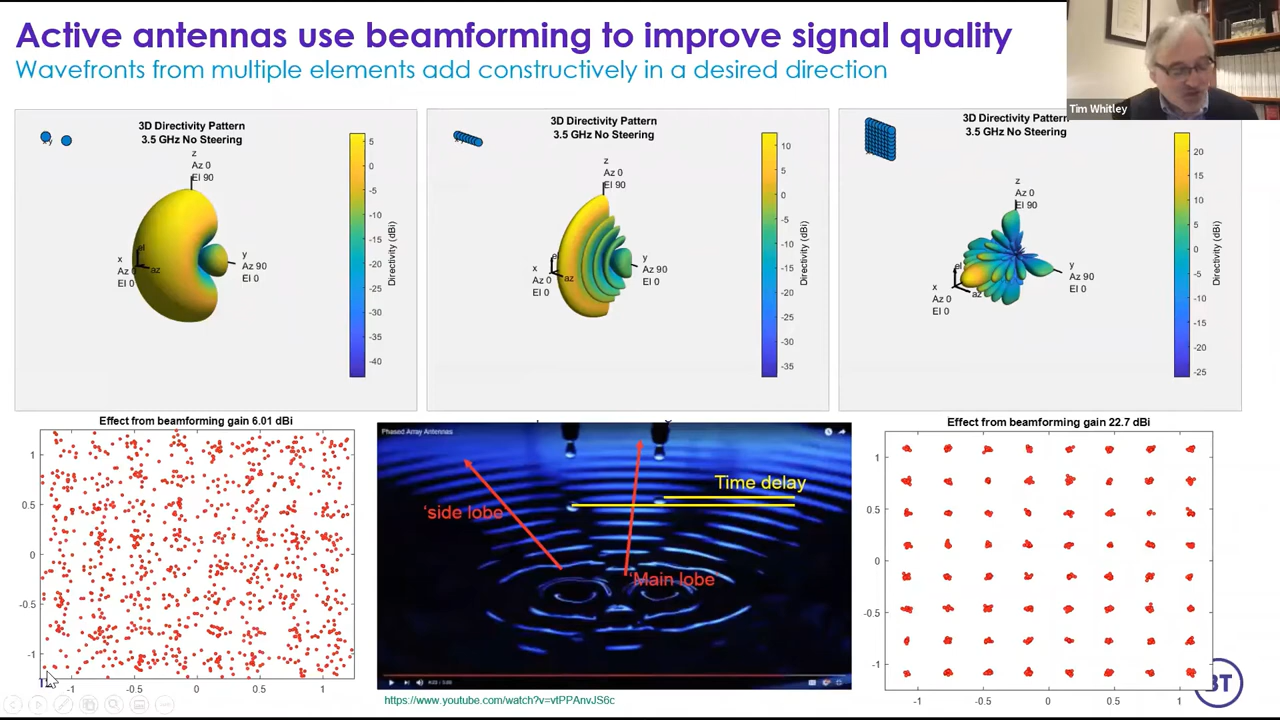 Active antennas use beamforming to improve signal quality
Wavefronts from multiple elements add constructively in a desired direction
Tim Whitley
3D Directivity Pattern
3.5 GHz No Steering
z
Az 0
El 90
x
Az 0
El 0
el
az
y
Az 90
El 0
5
0
-5
-10
-15
-20
-25
-30
-35
-40
Directivity (dBi)
3D Directivity Pattern
3.5 GHz No Steering
z
Az 0
El 90
x
Az 0
El 0
az
y
Az 90
El 0
10
5
0
-5
-10
-15
-20
-25
-30
-35
Directivity (dBi)
3D Directivity Pattern
3.5 GHz No Steering
z
Az 0
El 90
x
Az 0
El 0
el
az
y
Az 90
El 0
20
15
10
5
0
-5
-10
-15
-20
-25
Directivity (dBi)
Effect from beamforming gain 6.01 dBi
1
0.5
0
-0.5
-1
-1
-0.5
0
0.5
1
Phased Array Antennas
'side lobe
Time delay
'Main lobe
https://www.youtube.com/watch?v=vtPPAnvJS6c
Effect from beamforming gain 22.7 dBi
1
0.5
0
-0.5
-1
-1
-0.5
0
0.5
1
BT